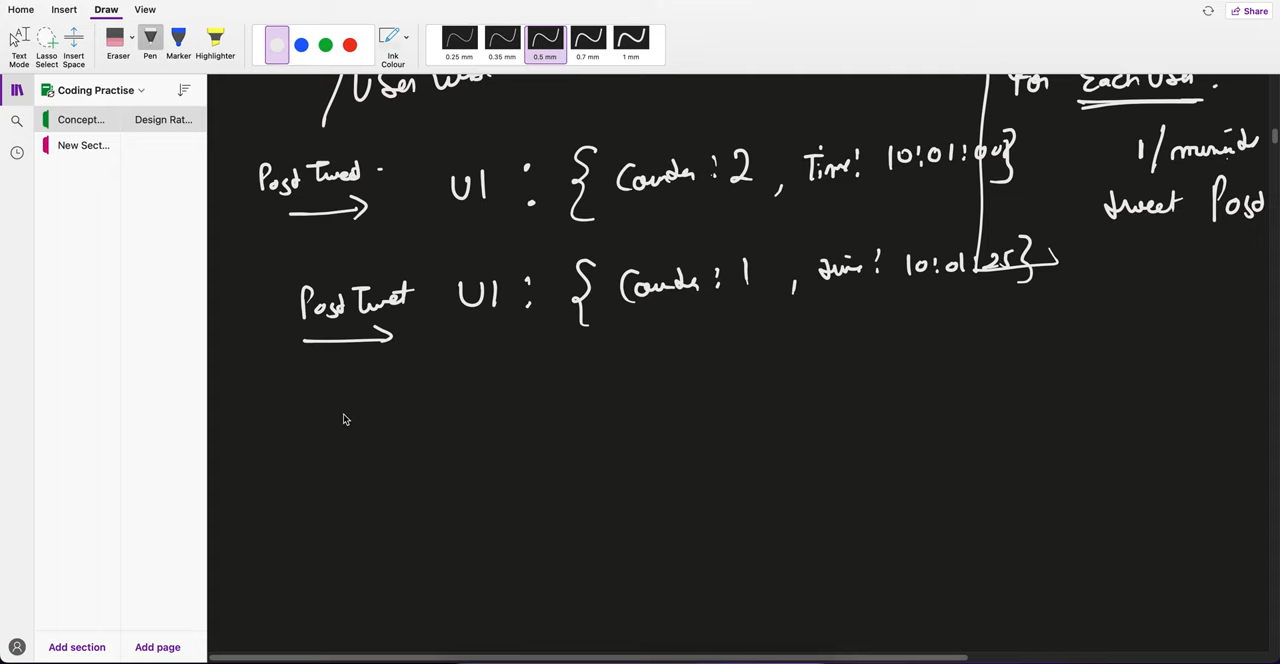 Home Insert Draw View
Share
Text Mode
Lasso Select
Insert Space
Eraser
Pen
Marker
Highlighter
Ink Colour
0.25 mm
0.35 mm
0.5 mm
0.7 mm
1 mm
Coding Practise
Concept... Design Rat...
New Sect...
/User
for Each User.
Post Tweet U1 : { Counter : 2 , Time : 10:01:00}
1/minute
tweet Post
Post Tweet U1 : { Counter : 1 , time : 10:01:25}
Add section Add page